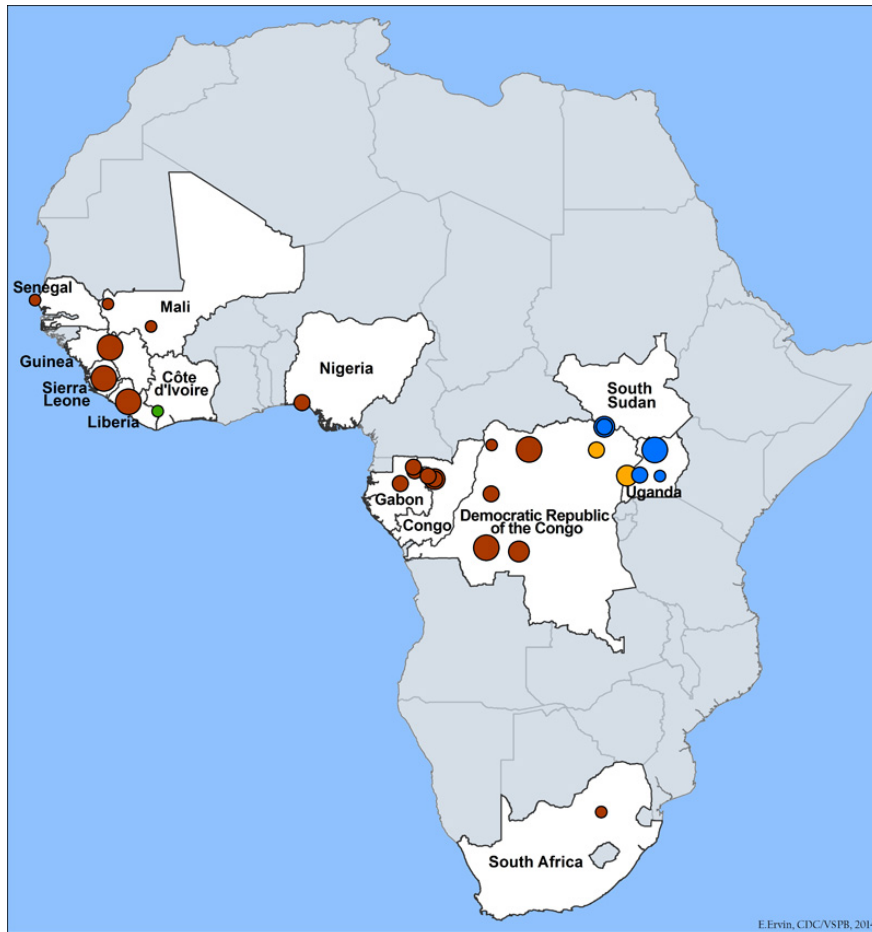 Senegal
Mali
Guinea
Sierra
Leone
Côte
d'Ivoire
Liberia
Nigeria
South
Sudan
Uganda
Gabon
Congo
Democratic Republic
of the Congo
South Africa
E.Ervin, CDC/VSPB, 2014